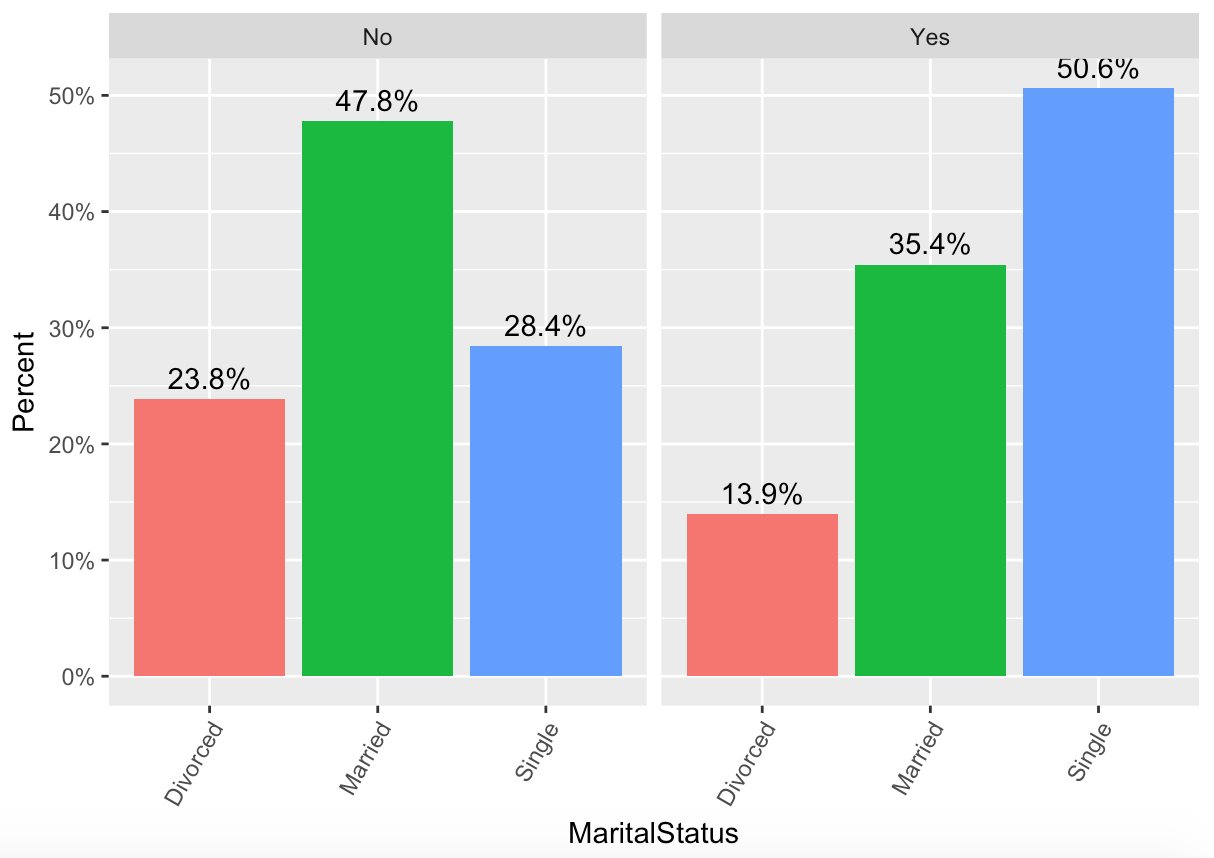 No
Yes
50%
40%
30%
20%
10%
0%
Percent
23.8%
47.8%
28.4%
13.9%
35.4%
50.6%
Divorced
Married
Single
Divorced
Married
Single
MaritalStatus